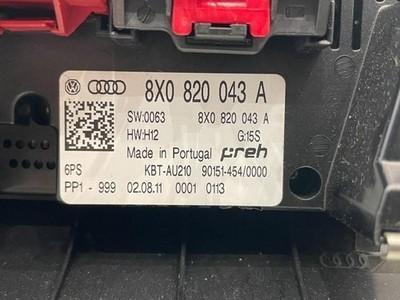 8X0 820 043 A
SW:0063 8X0 820 043 A
HW:H12 G:15S
Made in Portugal preh
6PS KBT-AU210 90151-454/0000
PP1 - 999 02.08.11 0001 0113